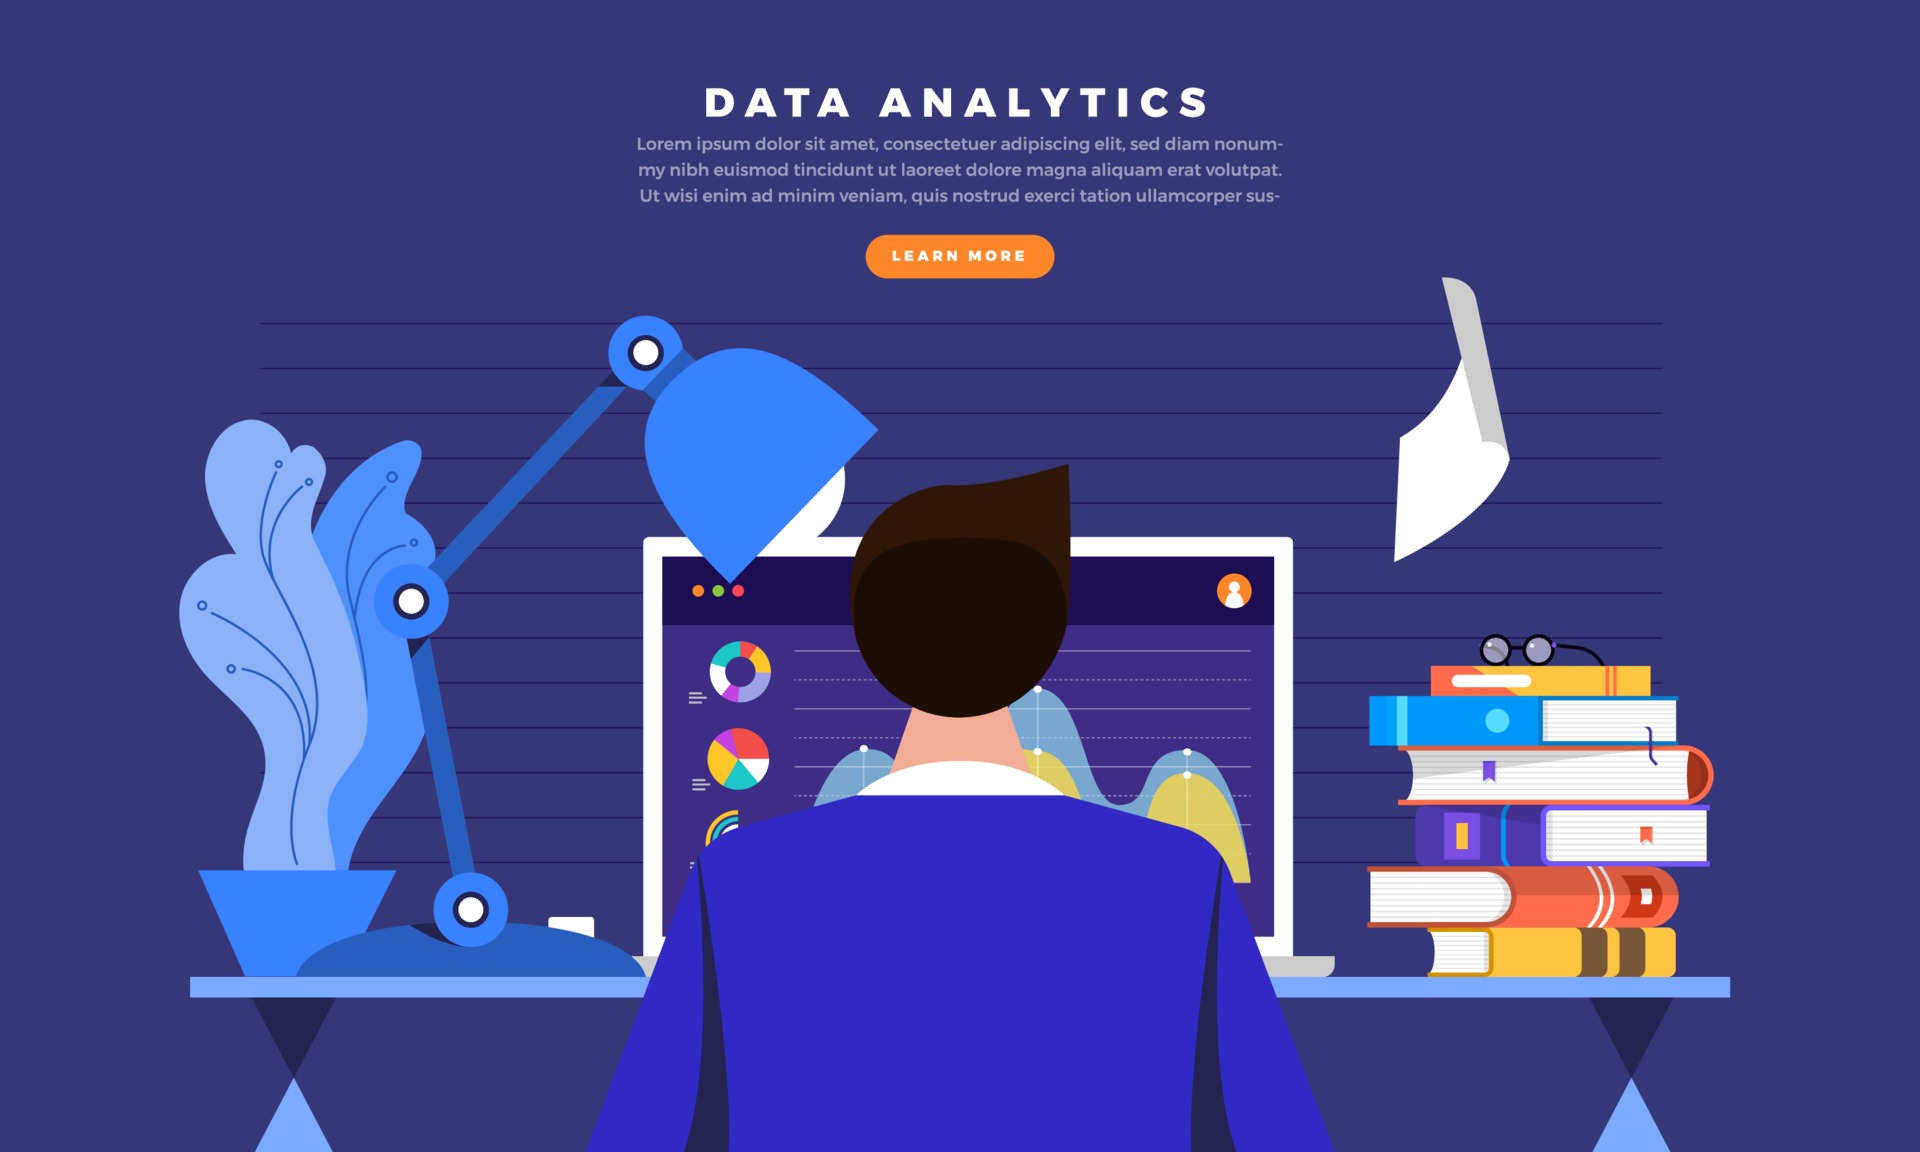 DATA ANALYTICS
Lorem ipsum dolor sit amet, consectetuer adipiscing elit, sed diam nonum-
my nibh euismod tincidunt ut laoreet dolore magna aliquam erat volutpat.
Ut wisi enim ad minim veniam, quis nostrud exerci tation ullamcorper sus-
LEARN MORE